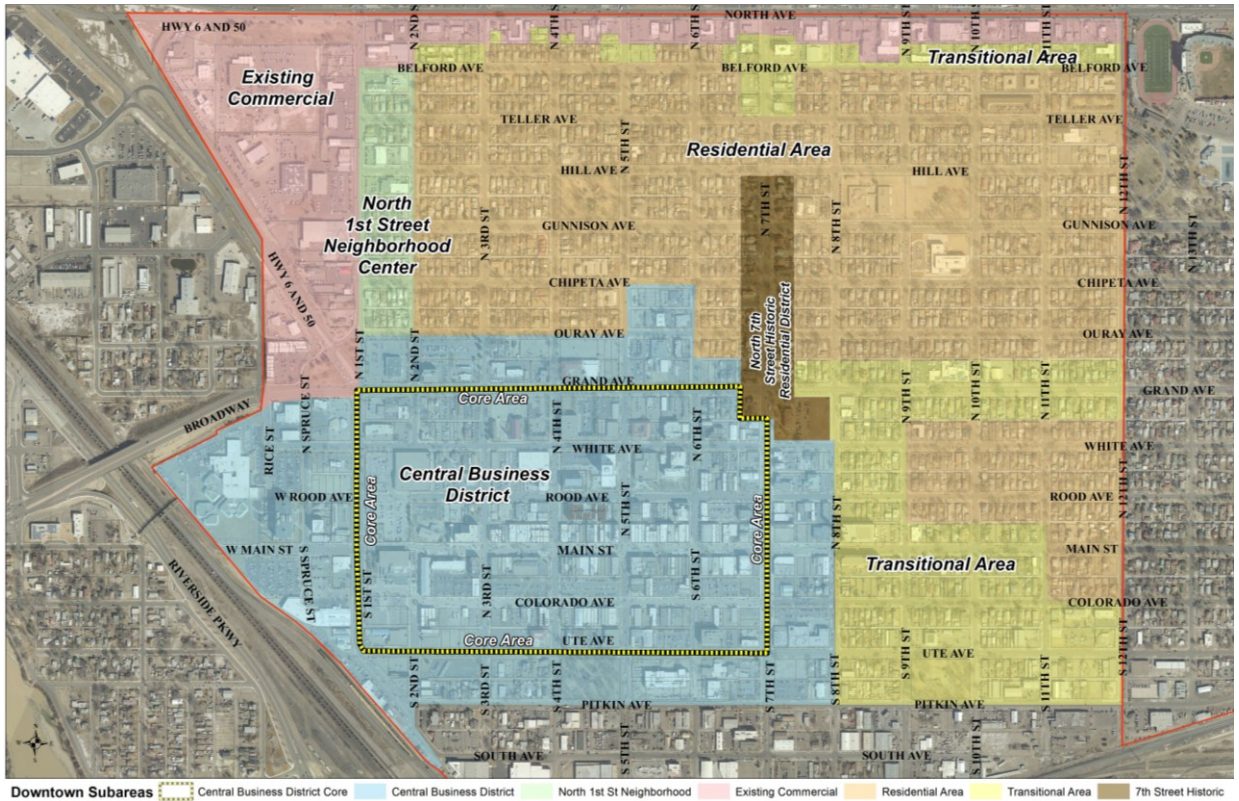 HWY 6 AND 50
N 2ND ST
N 4TH ST
N 6TH ST
NORTH AVE
N 9TH ST
N 10TH ST
N 11TH ST
Transitional Area
Existing
Commercial
BELFORD AVE
BELFORD AVE
BELFORD AVE
TELLER AVE
TELLER AVE
N 5TH ST
Residential Area
HILL AVE
HILL AVE
N 12TH ST
North
1st Street
Neighborhood
Center
N 3RD ST
GUNNISON AVE
N 7TH ST
N 8TH ST
GUNNISON AVE
N 13TH ST
HWY 6 AND 50
CHIPETA AVE
CHIPETA AVE
N 1ST ST
N 2ND ST
OURAY AVE
North 7th
Street Historic
Residential District
OURAY AVE
GRAND AVE
Core Area
N 9TH ST
N 10TH ST
N 11TH ST
GRAND AVE
BROADWAY
RICE ST
N SPRUCE ST
N 4TH ST
WHITE AVE
N 6TH ST
WHITE AVE
Central Business
District
W ROOD AVE
Core Area
ROOD AVE
N 5TH ST
Core Area
N 8TH ST
ROOD AVE
N 12TH ST
W MAIN ST
MAIN ST
MAIN ST
S SPRUCE ST
S 1ST ST
N 3RD ST
S 6TH ST
Transitional Area
RIVERSIDE PKWY
COLORADO AVE
COLORADO AVE
Core Area
UTE AVE
S 9TH ST
UTE AVE
S 11TH ST
S 12TH ST
S 2ND ST
S 3RD ST
S 4TH ST
PITKIN AVE
S 7TH ST
S 8TH ST
PITKIN AVE
SOUTH AVE
S 5TH ST
SOUTH AVE
S 10TH ST
Downtown Subareas
Central Business District Core
Central Business District
North 1st St Neighborhood
Existing Commercial
Residential Area
Transitional Area
7th Street Historic